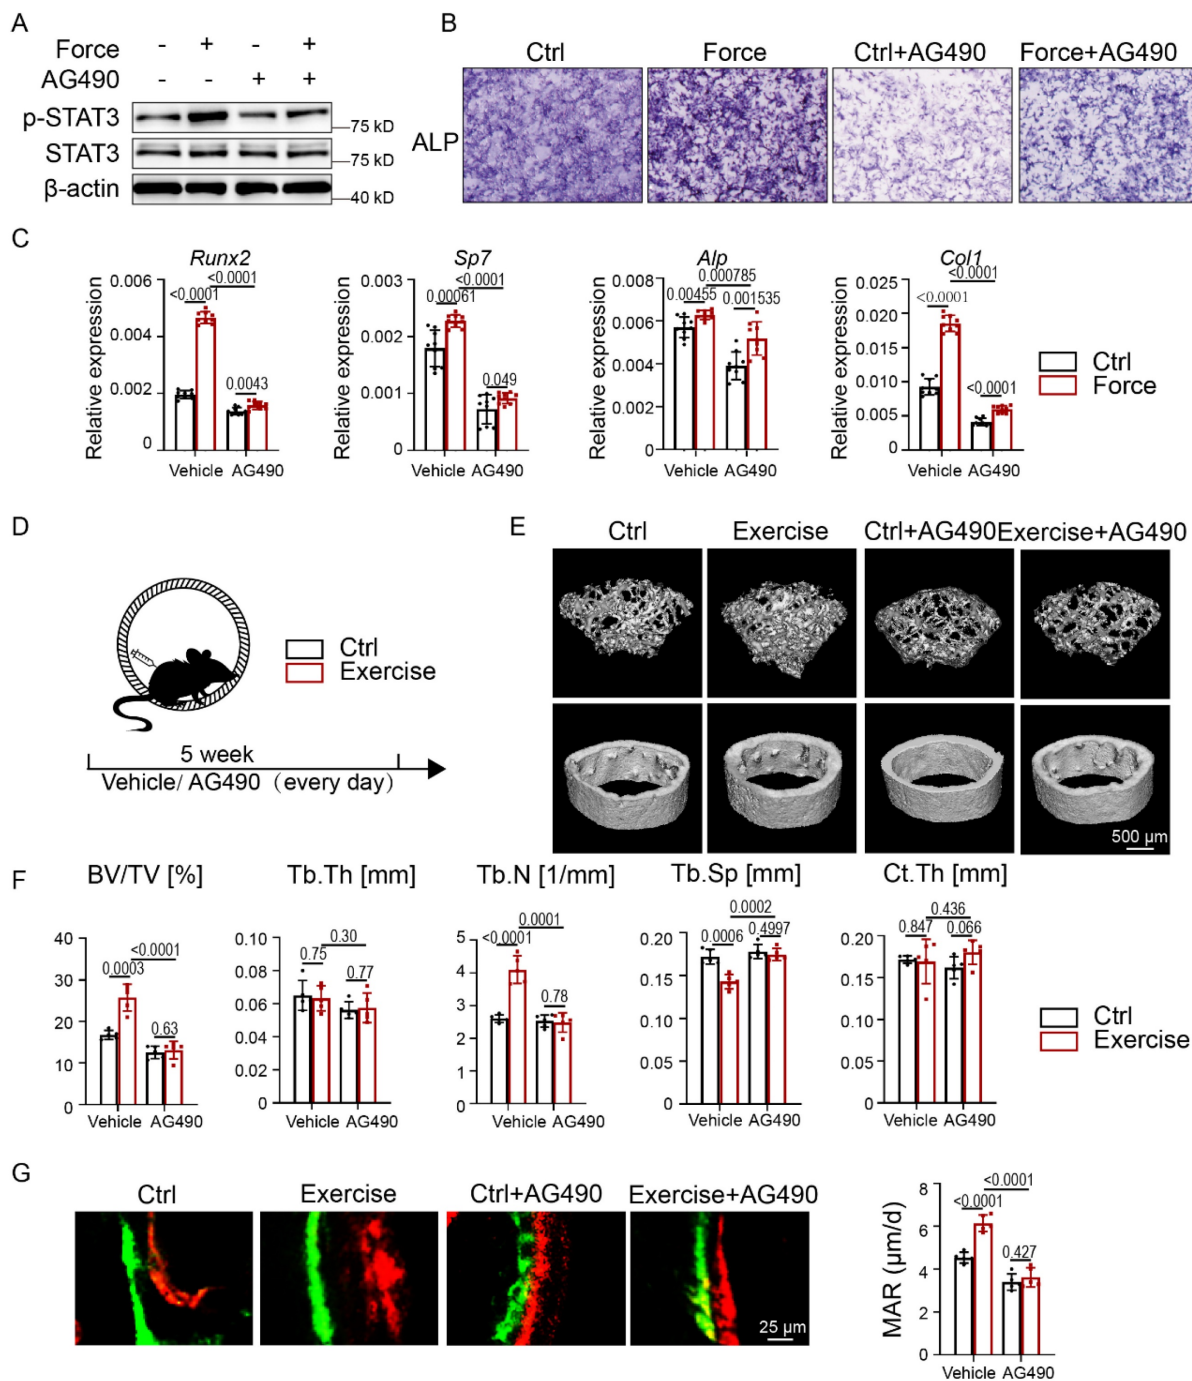 A
Force - + - +
AG490 - - + +
p-STAT3
75 kD
STAT3
75 kD
β-actin
40 kD
B
Ctrl Force Ctrl+AG490 Force+AG490
ALP
C
Runx2
Relative expression
0.006
0.004
0.002
0
<0.0001
<0.0001
0.0043
Vehicle AG490
Sp7
Relative expression
0.003
0.002
0.001
0
<0.0001
0.00061
0.049
Vehicle AG490
Alp
Relative expression
0.008
0.006
0.004
0.002
0
0.000785
0.00455
0.001535
Vehicle AG490
Col1
Relative expression
0.025
0.020
0.015
0.010
0.005
0
<0.0001
<0.0001
<0.0001
Vehicle AG490
Ctrl
Force
D
Ctrl
Exercise
5 week
Vehicle/ AG490 (every day)
E
Ctrl Exercise Ctrl+AG490 Exercise+AG490
500 μm
F
BV/TV [%]
40
30
20
10
0
<0.0001
0.0003
0.63
Vehicle AG490
Tb.Th [mm]
0.10
0.08
0.06
0.04
0.02
0.00
0.30
0.75
0.77
Vehicle AG490
Tb.N [1/mm]
5
4
3
2
1
0
0.0001
<0.0001
0.78
Vehicle AG490
Tb.Sp [mm]
0.20
0.15
0.10
0.05
0.00
0.0002
0.0006
0.4997
Vehicle AG490
Ct.Th [mm]
0.20
0.15
0.10
0.05
0.00
0.436
0.847
0.066
Vehicle AG490
Ctrl
Exercise
G
Ctrl Exercise Ctrl+AG490 Exercise+AG490
25 μm
MAR (μm/d)
8
6
4
2
0
<0.0001
<0.0001
0.427
Vehicle AG490